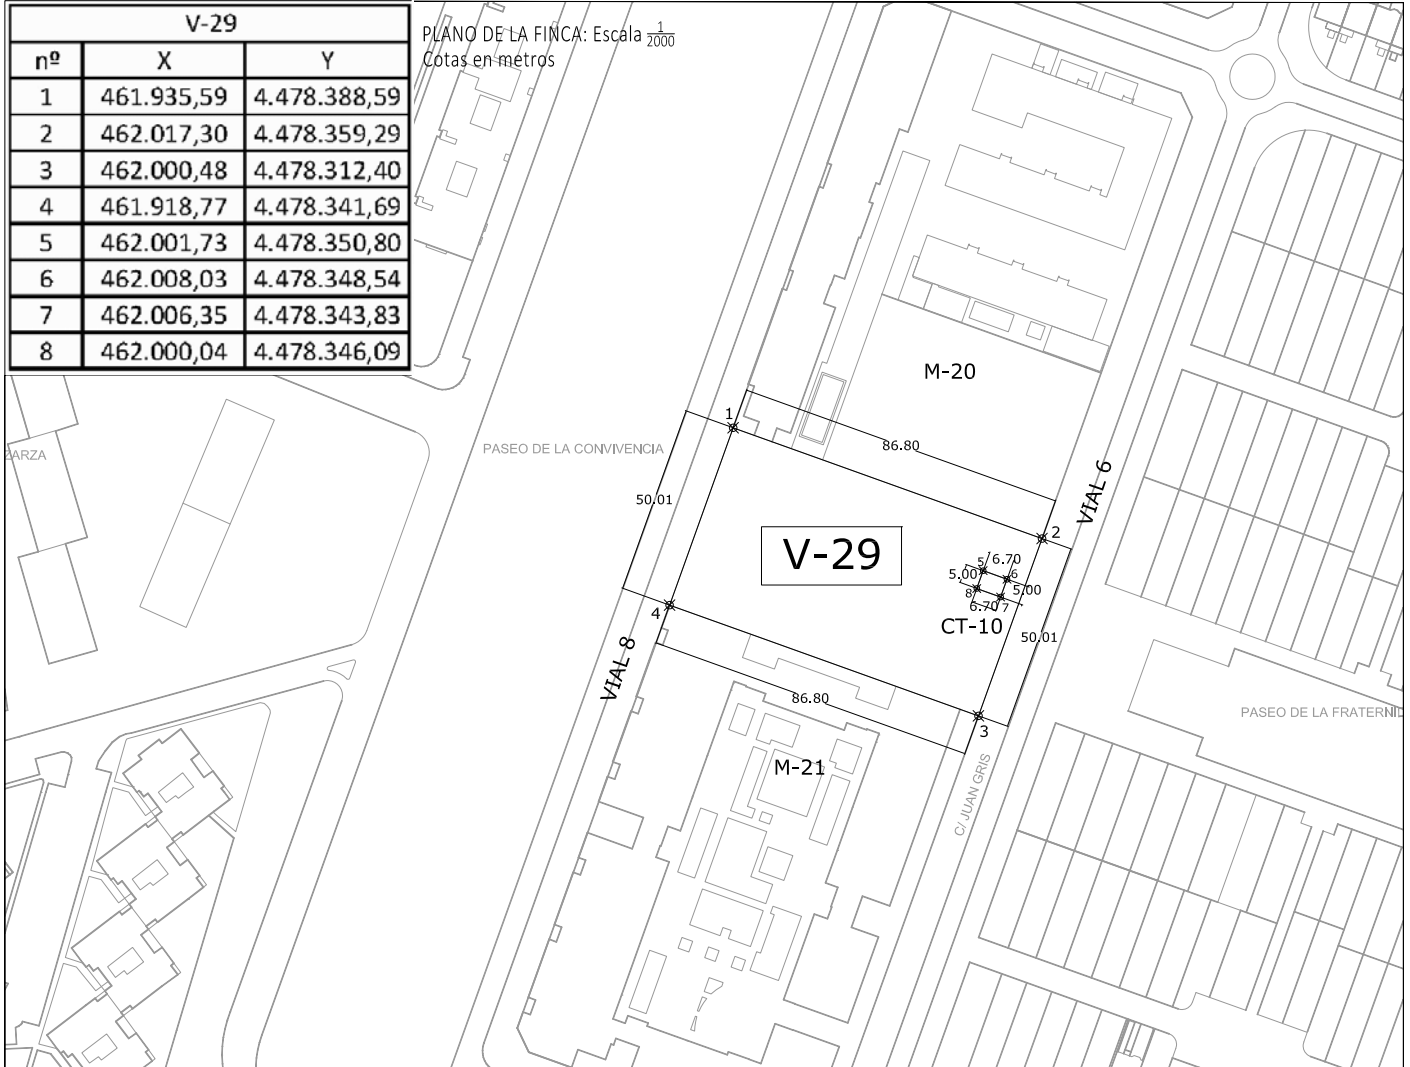 V-29
nº X Y
1 461.935,59 4.478.388,59
2 462.017,30 4.478.359,29
3 462.000,48 4.478.312,40
4 461.918,77 4.478.341,69
5 462.001,73 4.478.350,80
6 462.008,03 4.478.348,54
7 462.006,35 4.478.343,83
8 462.000,04 4.478.346,09
PLANO DE LA FINCA: Escala 1/2000
Cotas en metros
M-20
1
86.80
PASEO DE LA CONVIVENCIA
ZARZA
50.01
VIAL 6
2
V-29
5
6.70
6
5.00
5.00
8
6.70
7
CT-10
4
50.01
VIAL 8
86.80
3
PASEO DE LA FRATERNID
M-21
C/ JUAN GRIS